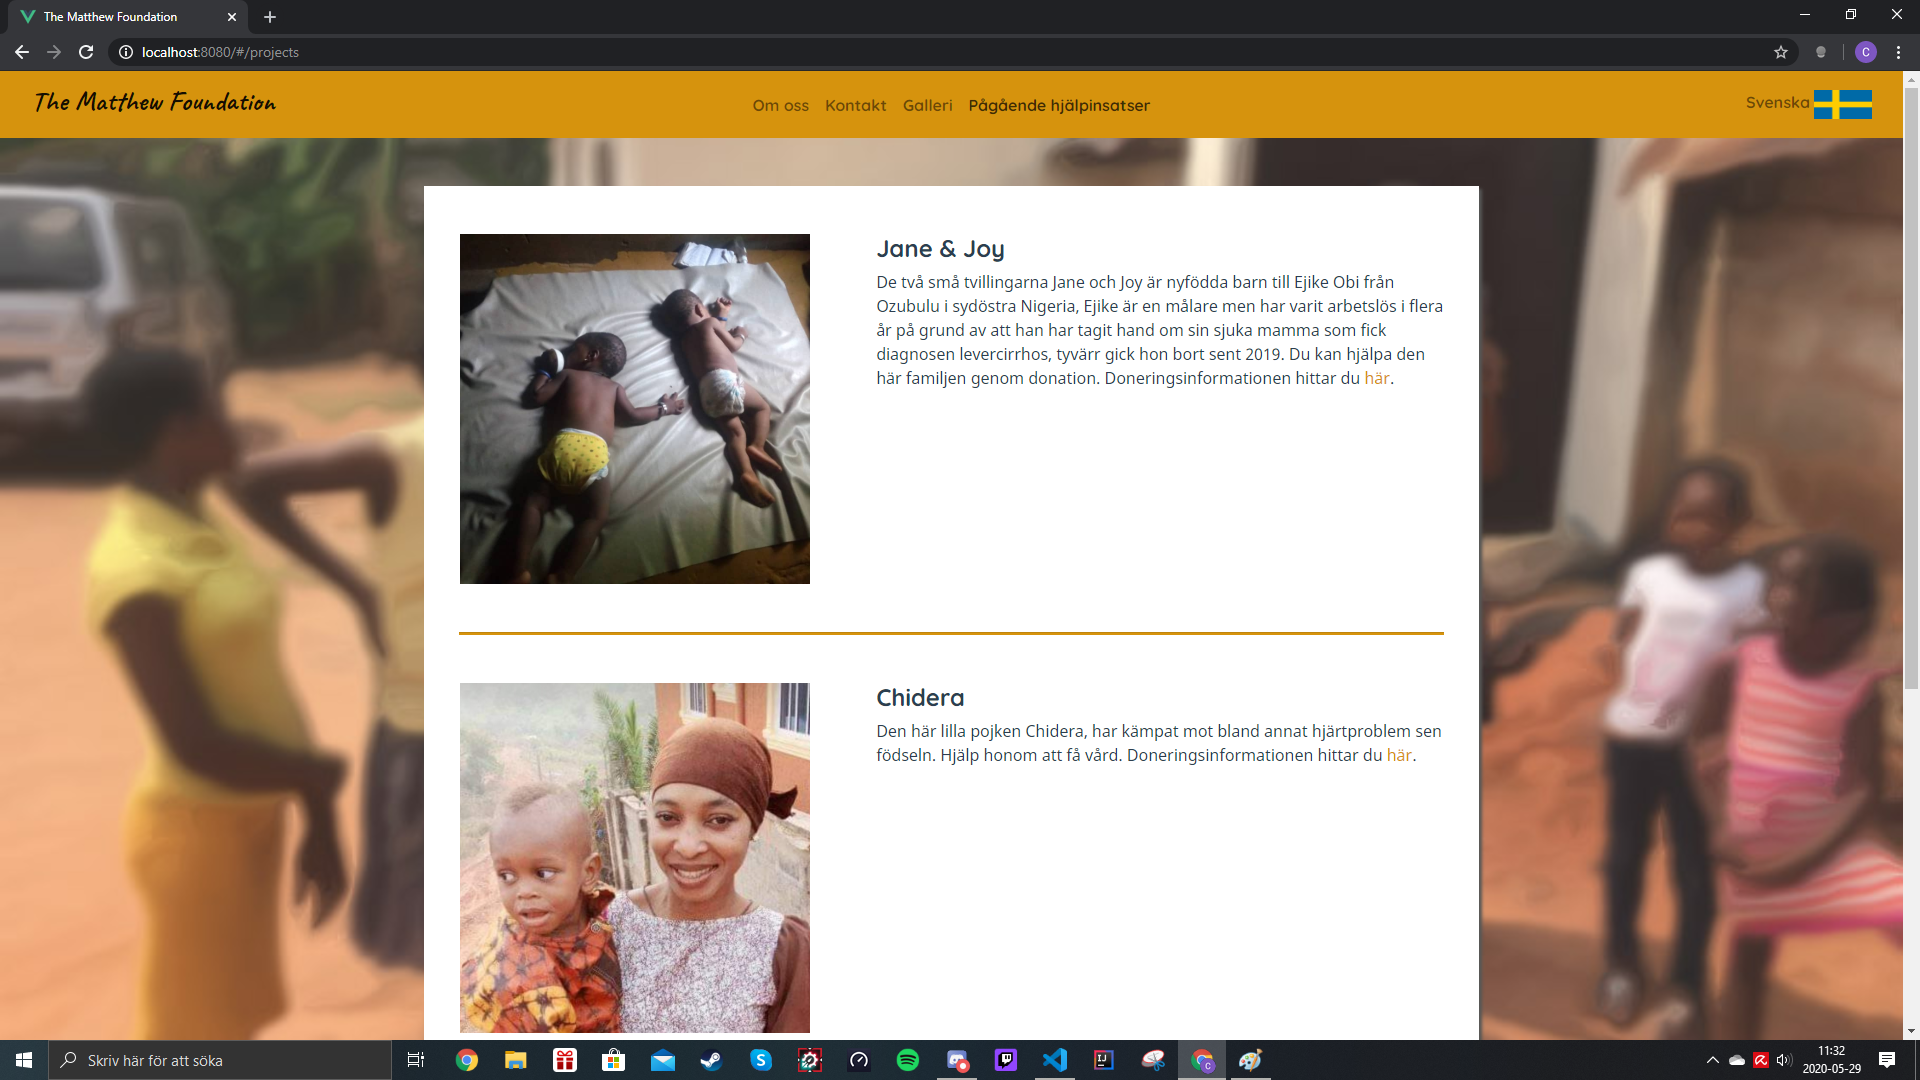 The Matthew Foundation
localhost:8080/#/projects
C
The Matthew Foundation
Om oss
Kontakt
Galleri
Pågående hjälpinsatser
Svenska
Jane & Joy
De två små tvillingarna Jane och Joy är nyfödda barn till Ejike Obi från
Ozubulu i sydöstra Nigeria, Ejike är en målare men har varit arbetslös i flera
år på grund av att han har tagit hand om sin sjuka mamma som fick
diagnosen levercirrhos, tyvärr gick hon bort sent 2019. Du kan hjälpa den
här familjen genom donation. Doneringsinformationen hittar du här.
Chidera
Den här lilla pojken Chidera, har kämpat mot bland annat hjärtproblem sen
födseln. Hjälp honom att få vård. Doneringsinformationen hittar du här.
Skriv här för att söka
11:32
2020-05-29